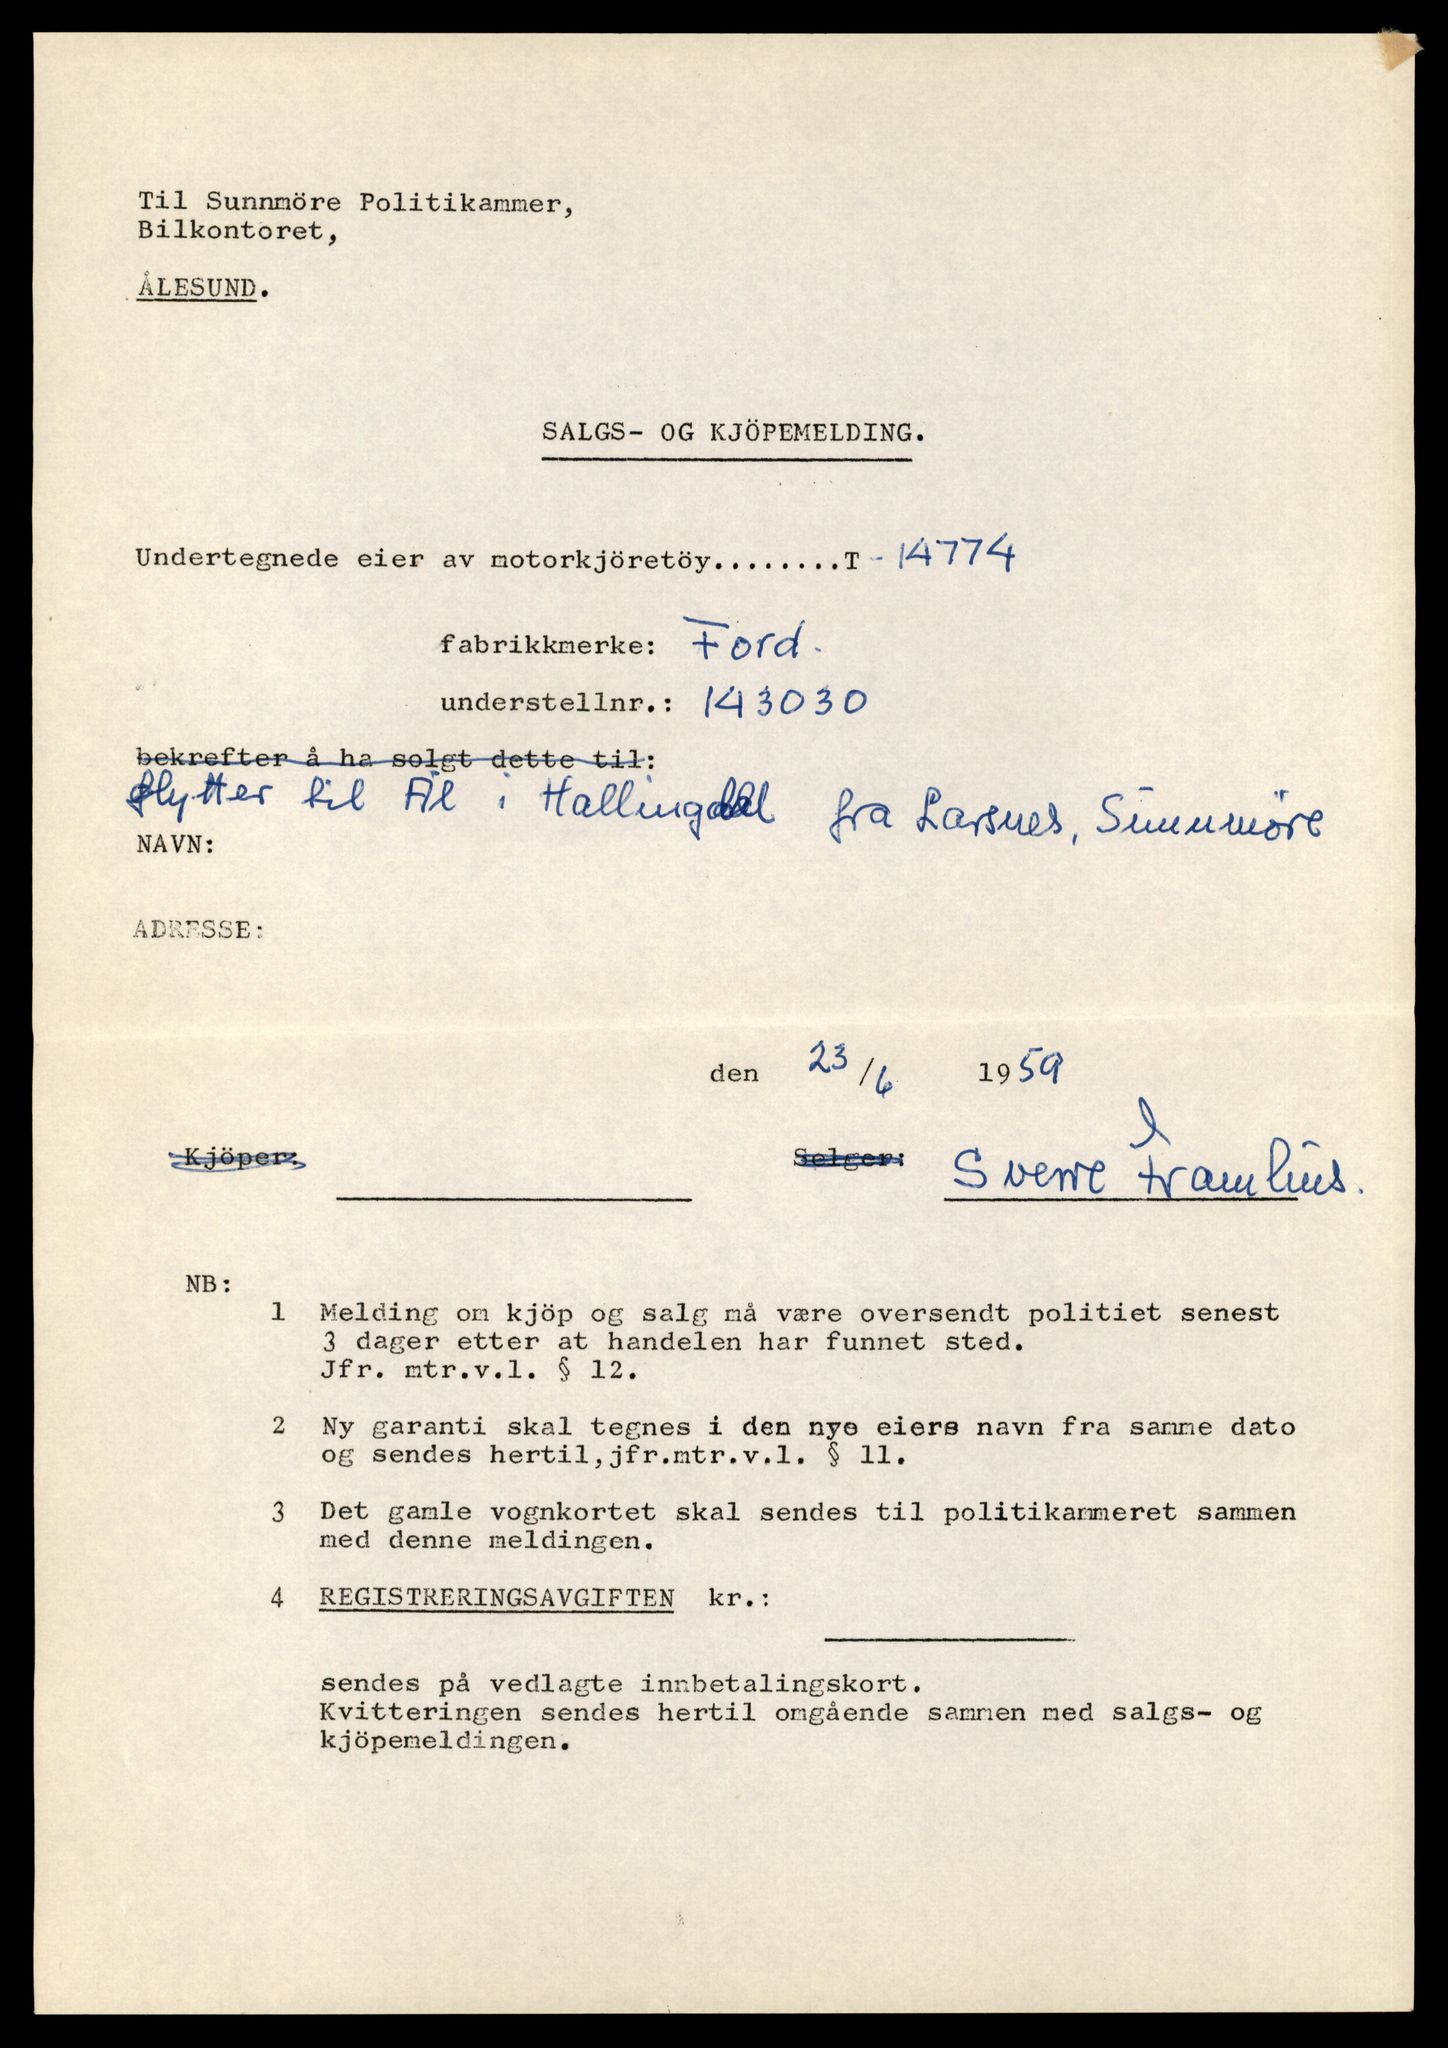 Til Sunnmöre Politikammer,
Bilkontoret,
ÅLESUND.
SALGS- OG KJÖPEMELDING.
Undertegnede eier av motorkjöretöy........T - 14774
fabrikkmerke: Ford.
understellnr.: 143030
bekrefter å ha solgt dette til:
flytter til Ål i Hallingdal fra Larsnes, Sunnmøre
NAVN:
ADRESSE:
den 23/6 1959
Kjöper:
Selger: Sverre
NB:
1 Melding om kjöp og salg må være oversendt politiet senest
3 dager etter at handelen har funnet sted.
Jfr. mtr.v.l. § 12.
2 Ny garanti skal tegnes i den nye eiers navn fra samme dato
og sendes hertil,jfr.mtr.v.l. § 11.
3 Det gamle vognkortet skal sendes til politikammeret sammen
med denne meldingen.
4 REGISTRERINGSAVGIFTEN kr.:
sendes på vedlagte innbetalingskort.
Kvitteringen sendes hertil omgående sammen med salgs- og
kjöpemeldingen.